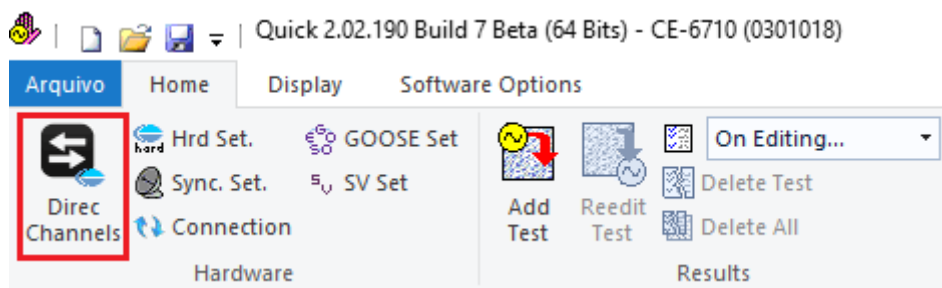 Quick 2.02.190 Build 7 Beta (64 Bits) - CE-6710 (0301018)
Arquivo Home Display Software Options
Direc
Channels
hard Hrd Set.
Sync. Set.
Connection
GOOSE Set
SV Set
Hardware
Add
Test
Reedit
Test
On Editing...
Delete Test
Delete All
Results